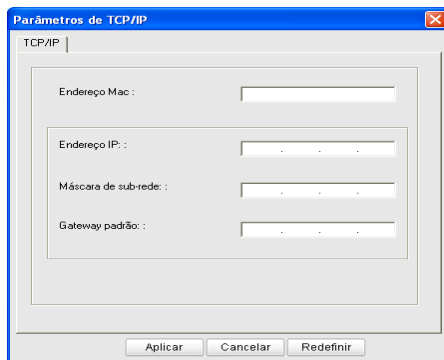 Parâmetros de TCP/IP
TCP/IP
Endereço Mac :
Endereço IP: : . . .
Máscara de sub-rede: : . . .
Gateway padrão: : . . .
Aplicar Cancelar Redefinir